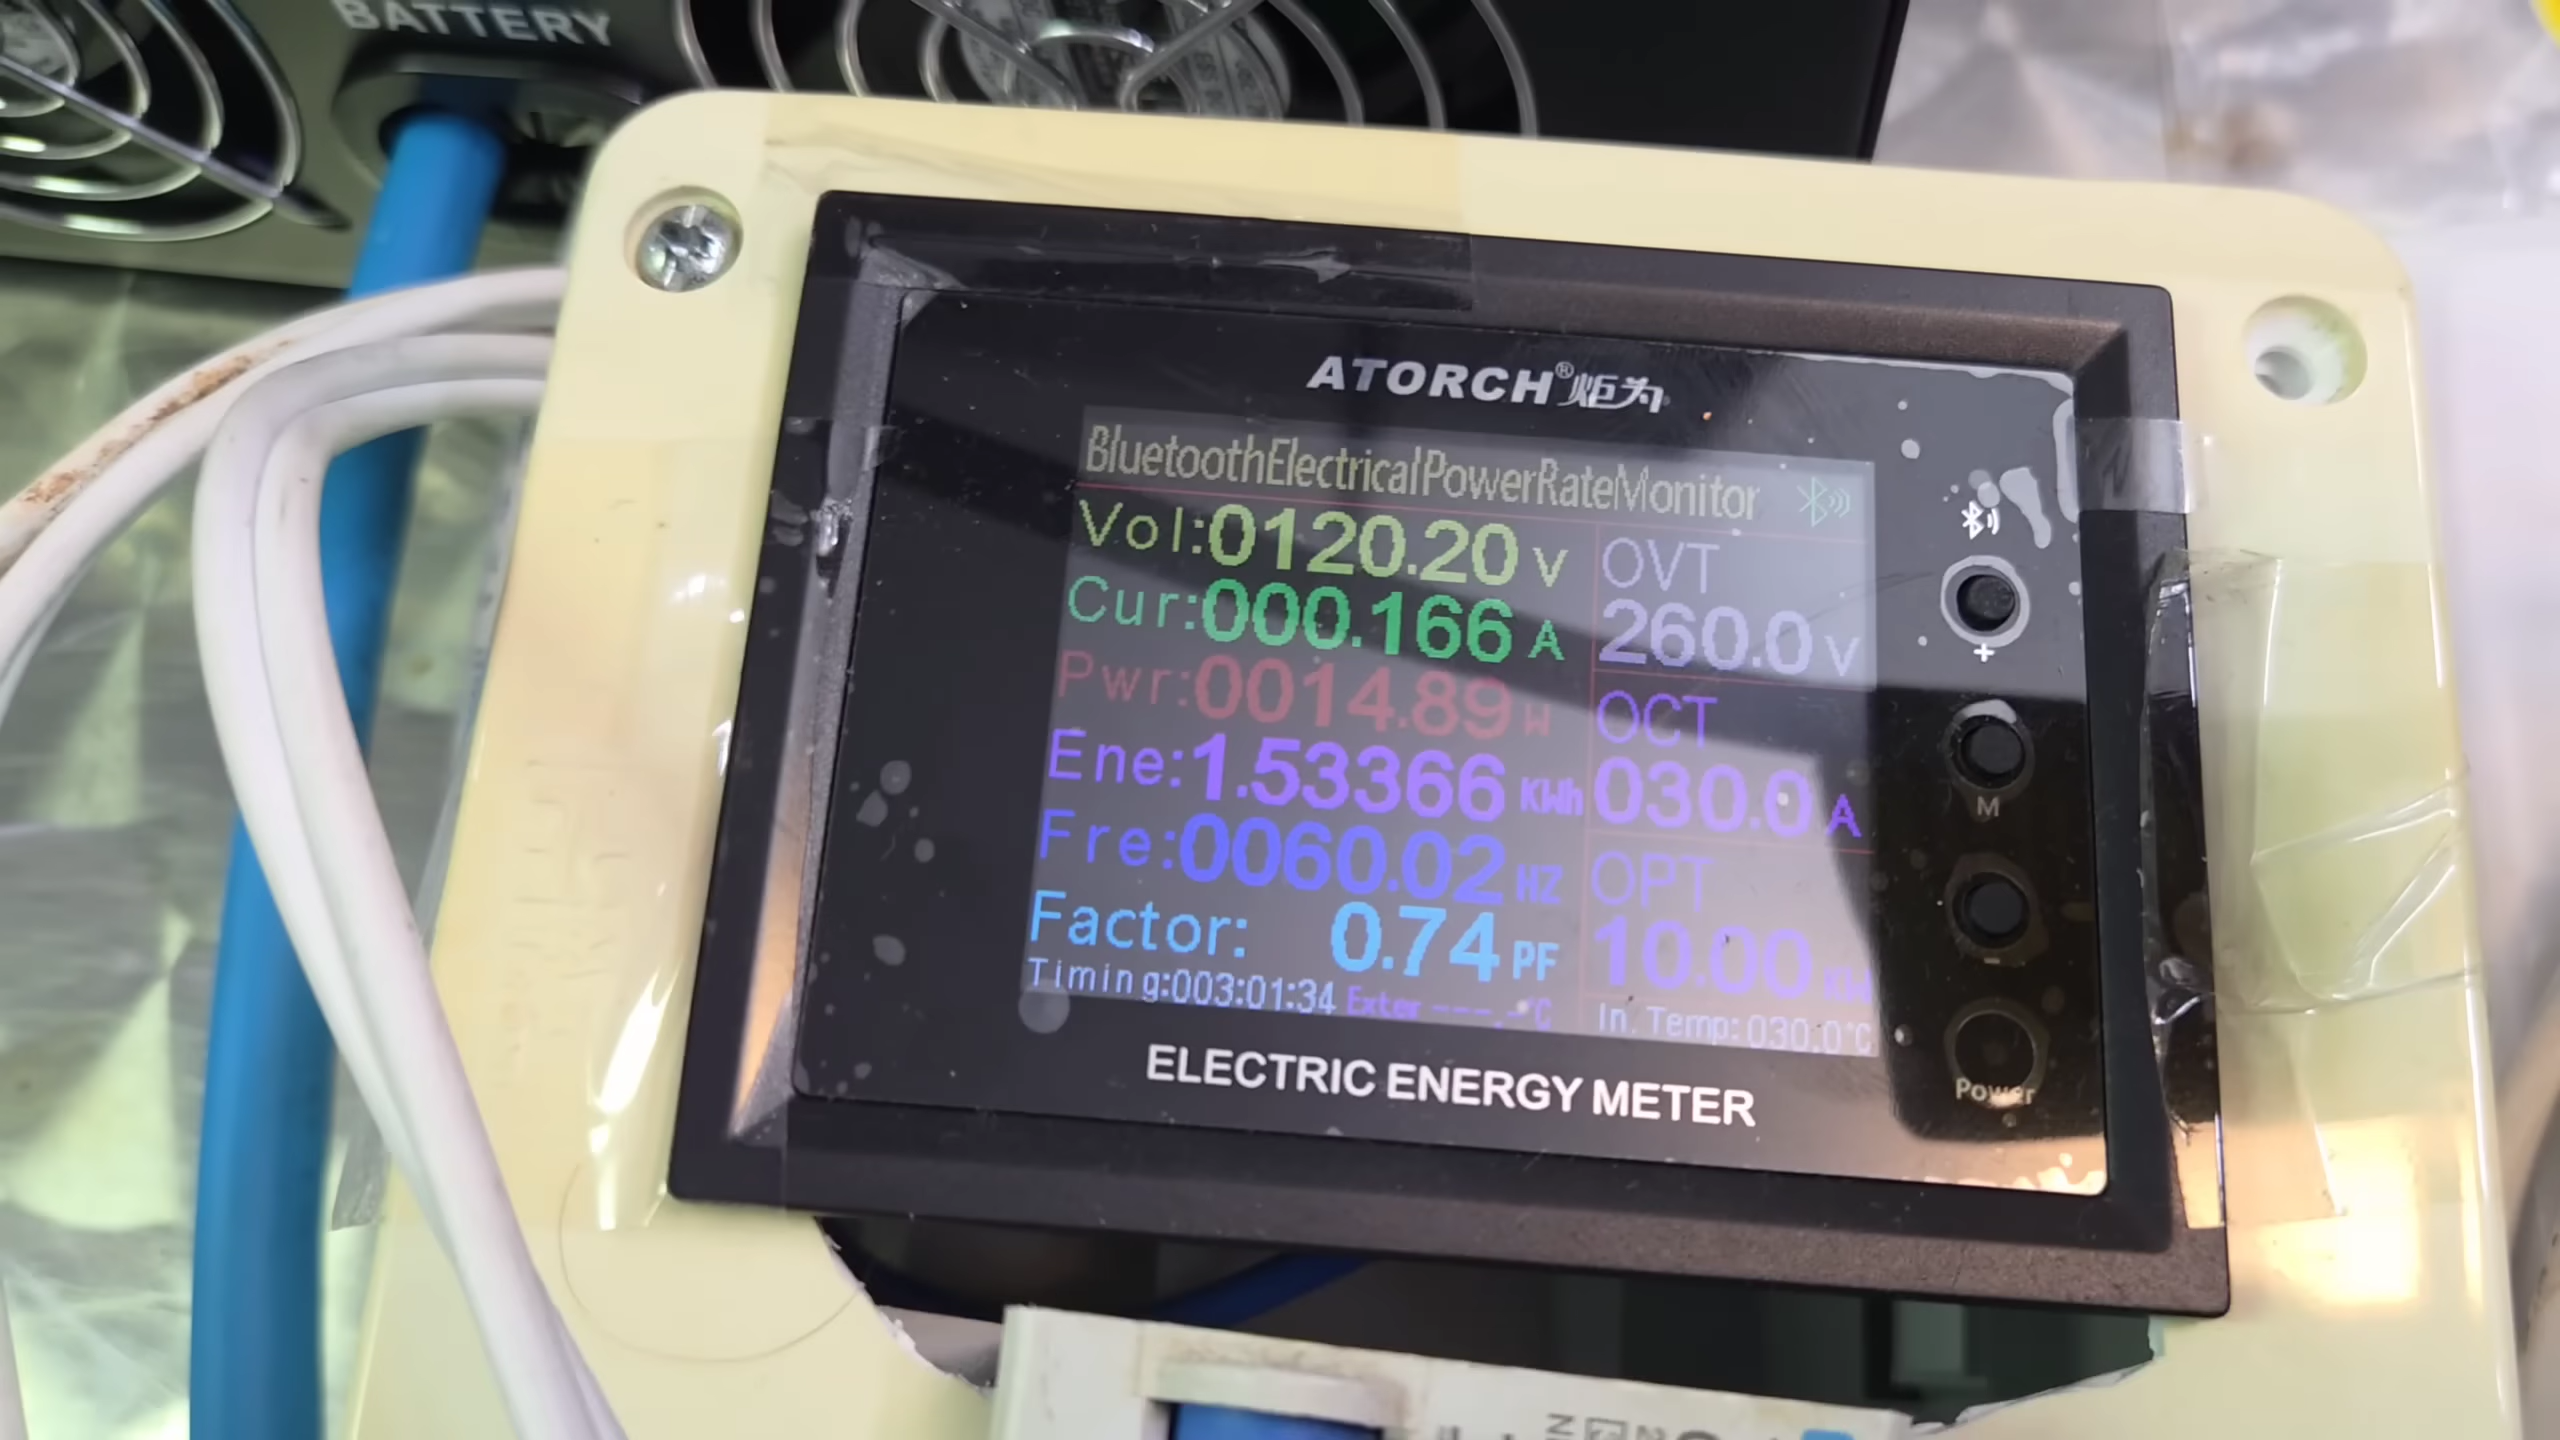 BATTERY
ATORCH®炬为
BluetoothElectricalPowerRateMonitor
Vol:0120.20 V
Cur:000.166 A
Pwr:0014.89 W
Ene:1.53366 KWh
Fre:0060.02 HZ
Factor: 0.74 PF
Timing:003:01:34 Exter ---.-℃
OVT
260.0 V
OCT
030.0 A
OPT
10.00 KW
In. Temp:030.0℃
+
M
-
Power
ELECTRIC ENERGY METER